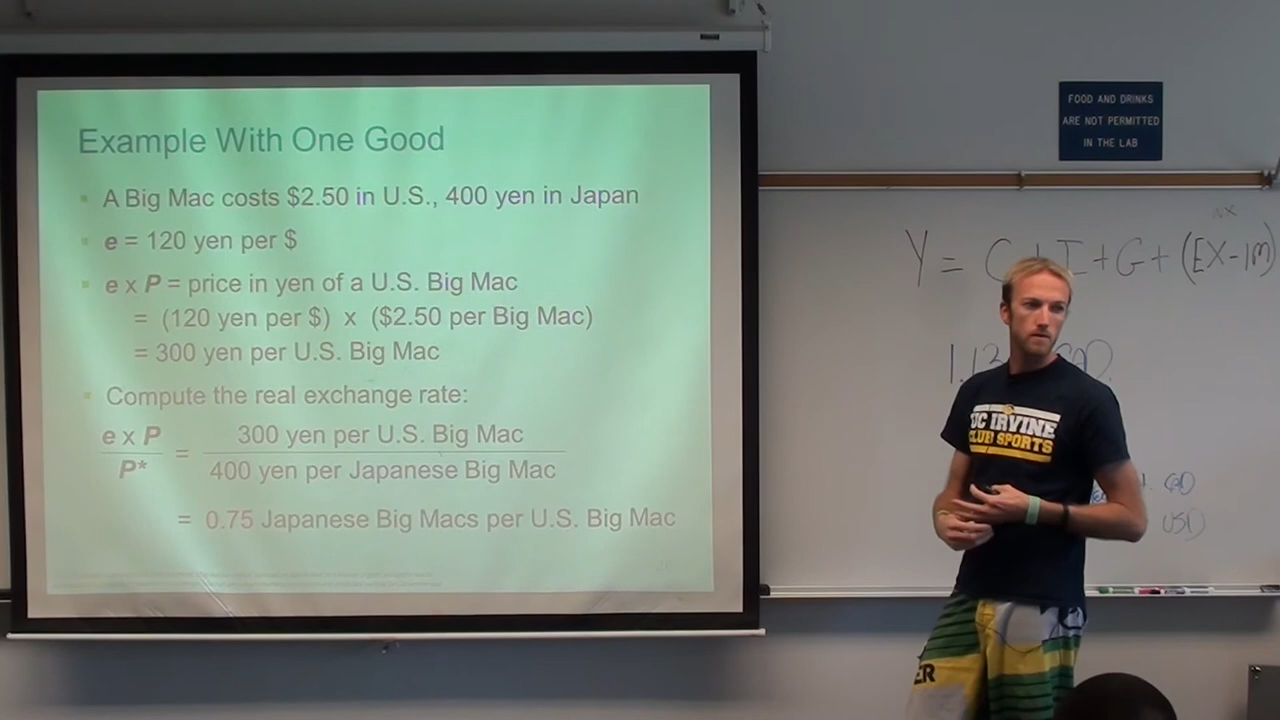 Example With One Good
A Big Mac costs $2.50 in U.S., 400 yen in Japan
e = 120 yen per $
e x P = price in yen of a U.S. Big Mac
= (120 yen per $) x ($2.50 per Big Mac)
= 300 yen per U.S. Big Mac
Compute the real exchange rate:
e x P = 300 yen per U.S. Big Mac
P* 400 yen per Japanese Big Mac
= 0.75 Japanese Big Macs per U.S. Big Mac
FOOD AND DRINKS
ARE NOT PERMITTED
IN THE LAB
Y = C + I + G + (EX - IM)
UC IRVINE
CLUB SPORTS
USD
ER